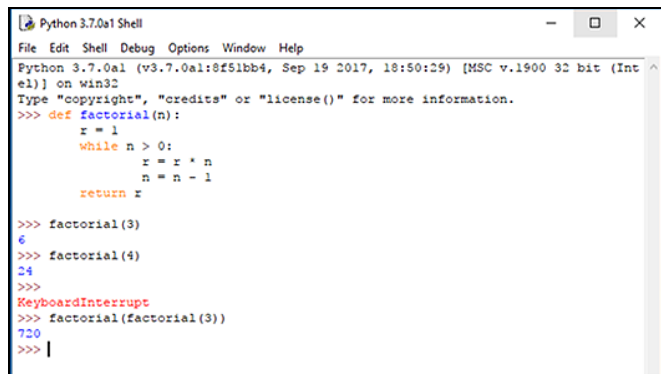 Python 3.7.0a1 Shell
File Edit Shell Debug Options Window Help
Python 3.7.0a1 (v3.7.0a1:8f51bb4, Sep 19 2017, 18:50:29) [MSC v.1900 32 bit (Int
el)] on win32
Type "copyright", "credits" or "license()" for more information.
>>> def factorial(n):
        r = 1
        while n > 0:
                r = r * n
                n = n - 1
        return r
>>> factorial(3)
6
>>> factorial(4)
24
>>>
KeyboardInterrupt
>>> factorial(factorial(3))
720
>>>